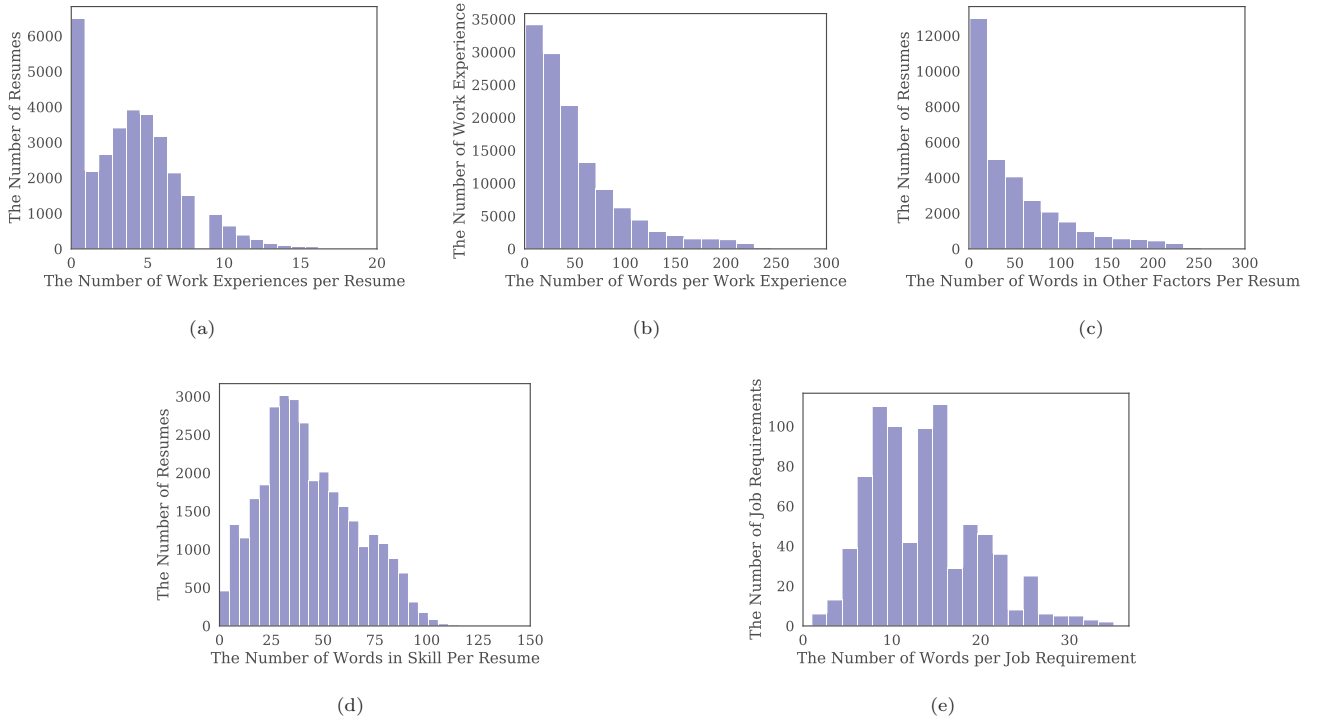 The Number of Resumes
6000
5000
4000
3000
2000
1000
0
0 5 10 15 20
The Number of Work Experiences per Resume
(a)
The Number of Work Experience
35000
30000
25000
20000
15000
10000
5000
0
0 50 100 150 200 250 300
The Number of Words per Work Experience
(b)
The Number of Resumes
12000
10000
8000
6000
4000
2000
0
0 50 100 150 200 250 300
The Number of Words in Other Factors Per Resum
(c)
The Number of Resumes
3000
2500
2000
1500
1000
500
0
0 25 50 75 100 125 150
The Number of Words in Skill Per Resume
(d)
The Number of Job Requirements
100
80
60
40
20
0
0 10 20 30
The Number of Words per Job Requirement
(e)